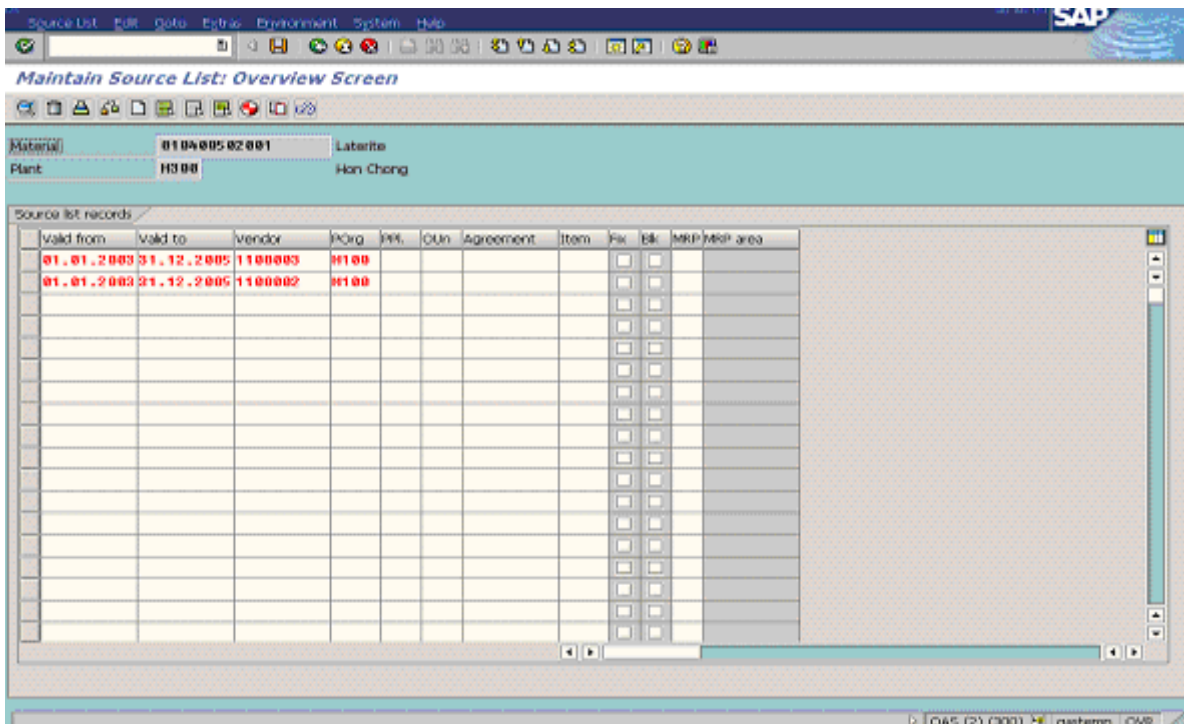 Source List Edit Goto Extras Environment System Help
SAP
Maintain Source List: Overview Screen
Material 010400502001 Laterite
Plant H300 Hon Chong
Source list records
Valid from Valid to Vendor POrg PPl. OUn Agreement Item Fix Blk MRP MRP area
01.01.2003 31.12.2005 1100003 H100
01.01.2003 31.12.2005 1100002 H100
OVR